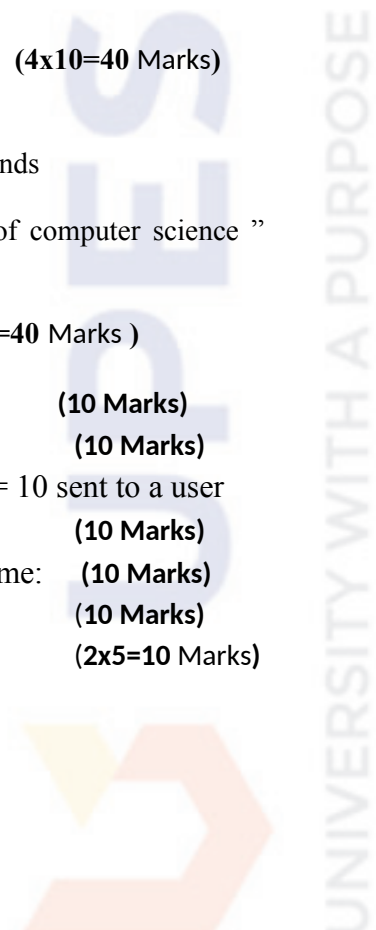 (4x10=40 Marks)
nds
of computer science ”
=40 Marks )
(10 Marks)
(10 Marks)
= 10 sent to a user
(10 Marks)
me: (10 Marks)
(10 Marks)
(2x5=10 Marks)
UPES
UNIVERSITY WITH A PURPOSE